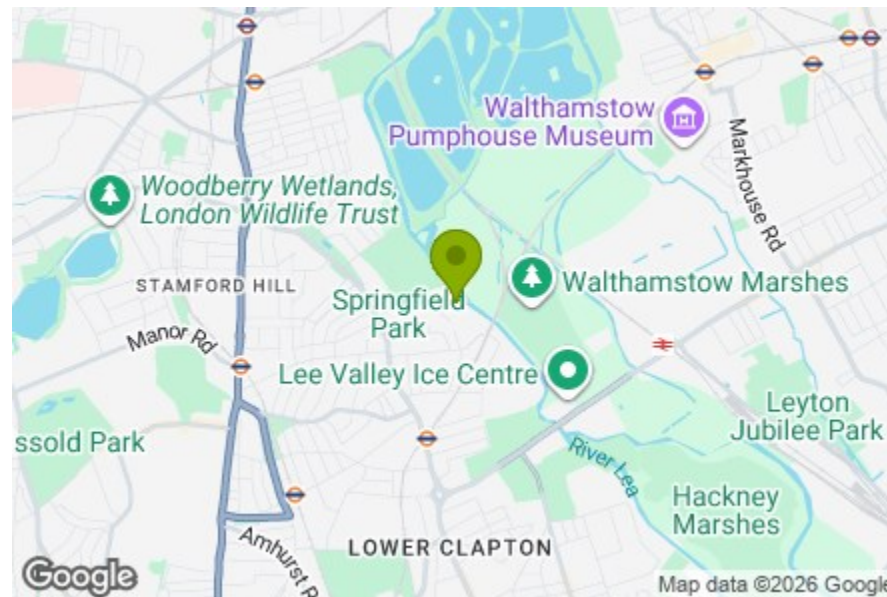 Walthamstow
Pumphouse Museum
Markhouse Rd
Woodberry Wetlands,
London Wildlife Trust
STAMFORD HILL
Walthamstow Marshes
Springfield
Park
Manor Rd
Lee Valley Ice Centre
Leyton
Jubilee Park
ssold Park
River Lea
Hackney
Marshes
Amhurst R
LOWER CLAPTON
Google
Map data ©2026 Google